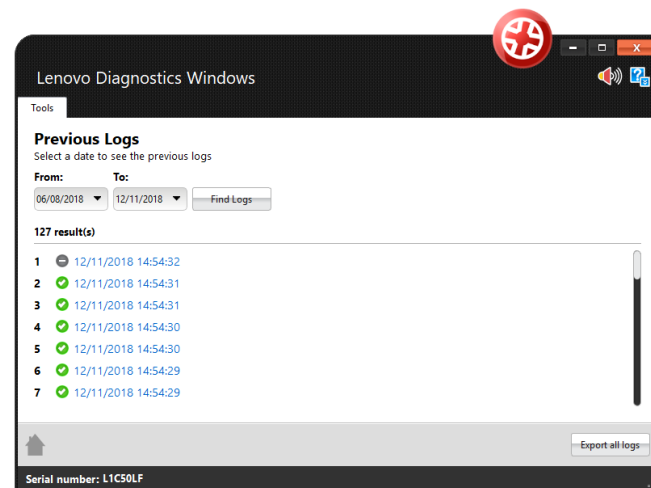 Lenovo Diagnostics Windows
Tools
Previous Logs
Select a date to see the previous logs
From: To:
06/08/2018 12/11/2018 Find Logs
127 result(s)
1 12/11/2018 14:54:32
2 12/11/2018 14:54:31
3 12/11/2018 14:54:31
4 12/11/2018 14:54:30
5 12/11/2018 14:54:30
6 12/11/2018 14:54:29
7 12/11/2018 14:54:29
Export all logs
Serial number: L1C50LF